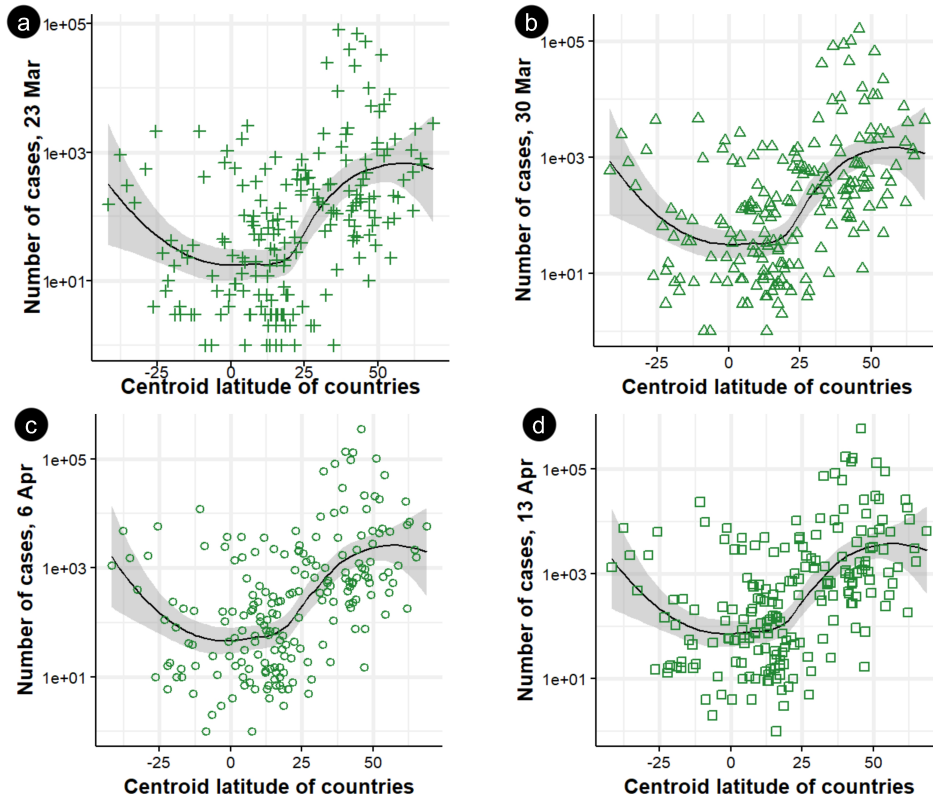 a
Number of cases, 23 Mar
1e+05
1e+03
1e+01
-25 0 25 50
Centroid latitude of countries
b
Number of cases, 30 Mar
1e+05
1e+03
1e+01
-25 0 25 50
Centroid latitude of countries
c
Number of cases, 6 Apr
1e+05
1e+03
1e+01
-25 0 25 50
Centroid latitude of countries
d
Number of cases, 13 Apr
1e+05
1e+03
1e+01
-25 0 25 50
Centroid latitude of countries